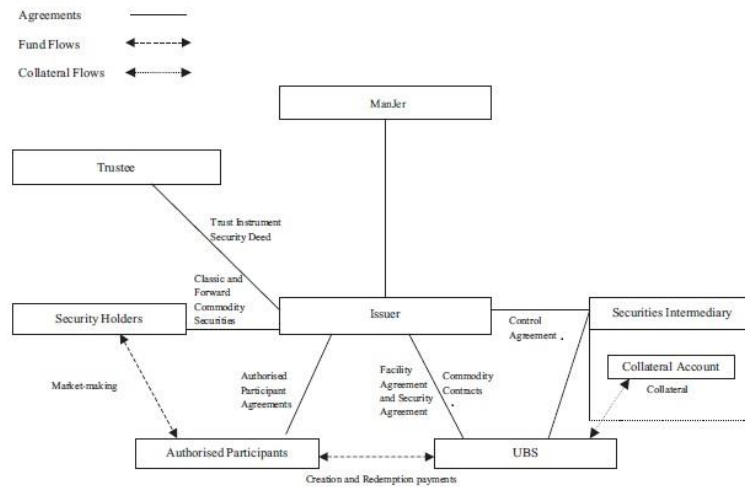 Agreements
Fund Flows
Collateral Flows
ManJer
Trustee
Trust Instrument
Security Deed
Classic and
Forward
Commodity
Securities
Security Holders
Issuer
Control
Agreement
Securities Intermediary
Collateral Account
Collateral
Market-making
Authorised
Participant
Agreements
Facility
Agreement
and Security
Agreement
Commodity
Contracts
Authorised Participants
UBS
Creation and Redemption payments